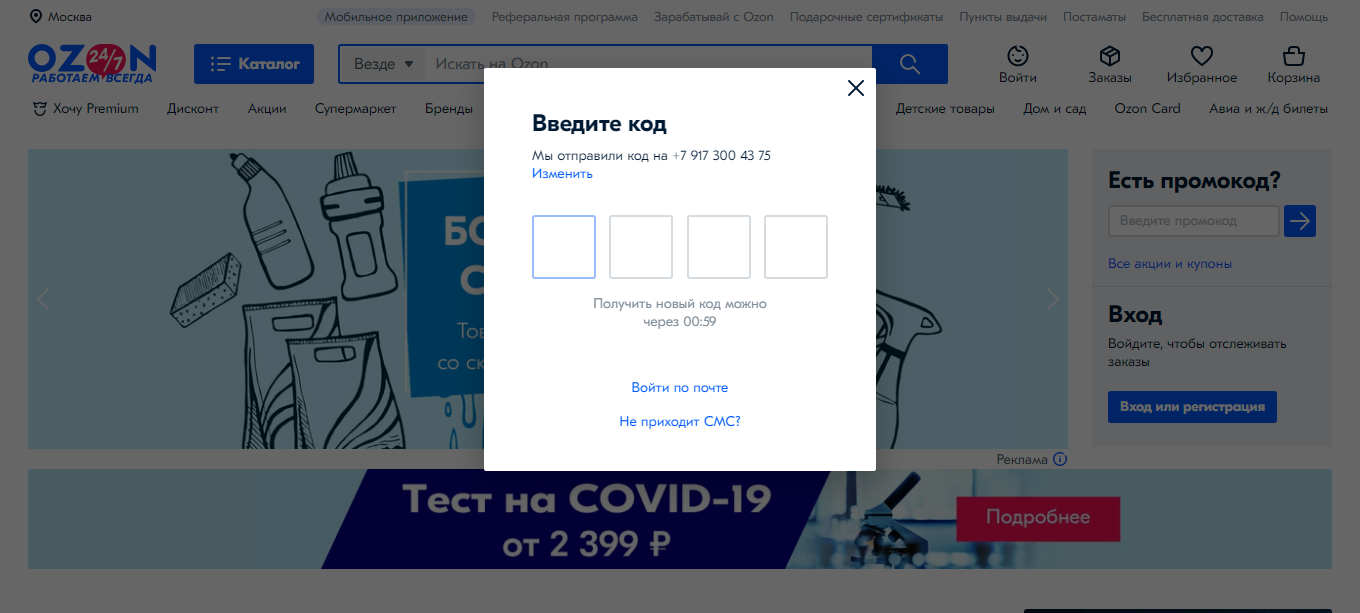 Москва
Мобильное приложение
Реферальная программа
Зарабатывай с Ozon
Подарочные сертификаты
Пункты выдачи
Постаматы
Бесплатная доставка
Помощь
OZON
24/7
РАБОТАЕМ ВСЕГДА
Каталог
Везде
Искать на Ozon
Войти
Заказы
Избранное
Корзина
Хочу Premium
Дисконт
Акции
Супермаркет
Бренды
Детские товары
Дом и сад
Ozon Card
Авиа и ж/д билеты
Введите код
Мы отправили код на +7 917 300 43 75
Изменить
Получить новый код можно
через 00:59
Войти по почте
Не приходит СМС?
Есть промокод?
Введите промокод
Все акции и купоны
Вход
Войдите, чтобы отслеживать
заказы
Вход или регистрация
Реклама
Тест на COVID-19
от 2 399 ₽
Подробнее